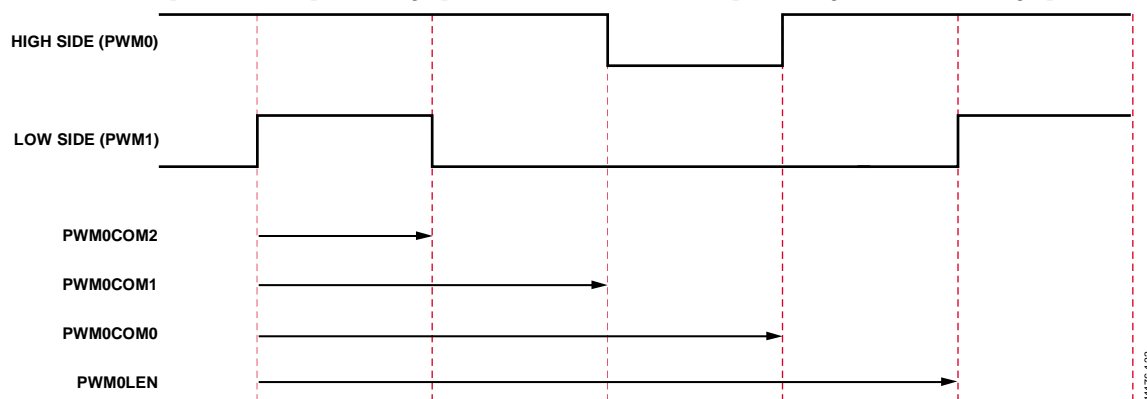 HIGH SIDE (PWM0)
LOW SIDE (PWM1)
PWM0COM2
PWM0COM1
PWM0COM0
PWM0LEN